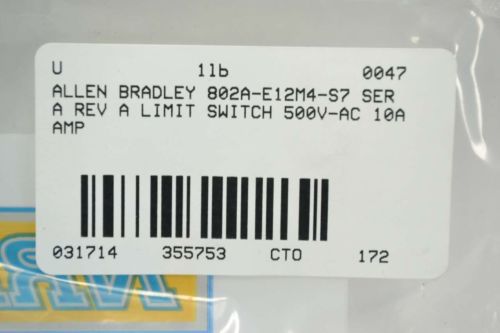 U 1lb 0047
ALLEN BRADLEY 802A-E12M4-S7 SER
A REV A LIMIT SWITCH 500V-AC 10A
AMP
031714 355753 CTO 172